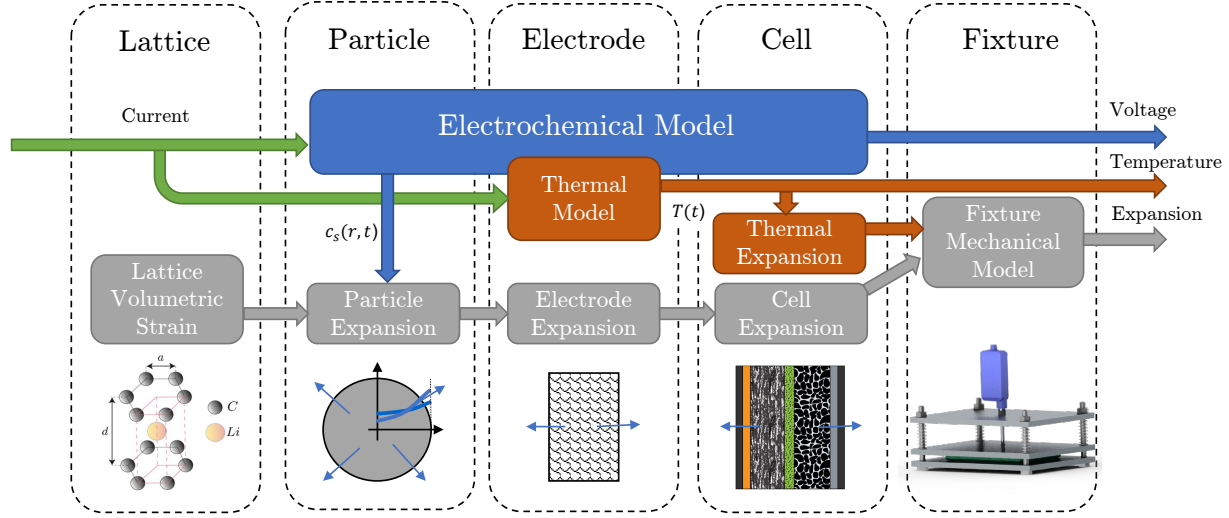 Lattice
Particle
Electrode
Cell
Fixture
Current
Electrochemical Model
Voltage
Temperature
Expansion
Thermal
Model
T(t)
c_s(r, t)
Thermal
Expansion
Fixture
Mechanical
Model
Lattice
Volumetric
Strain
Particle
Expansion
Electrode
Expansion
Cell
Expansion
a
d
C
Li